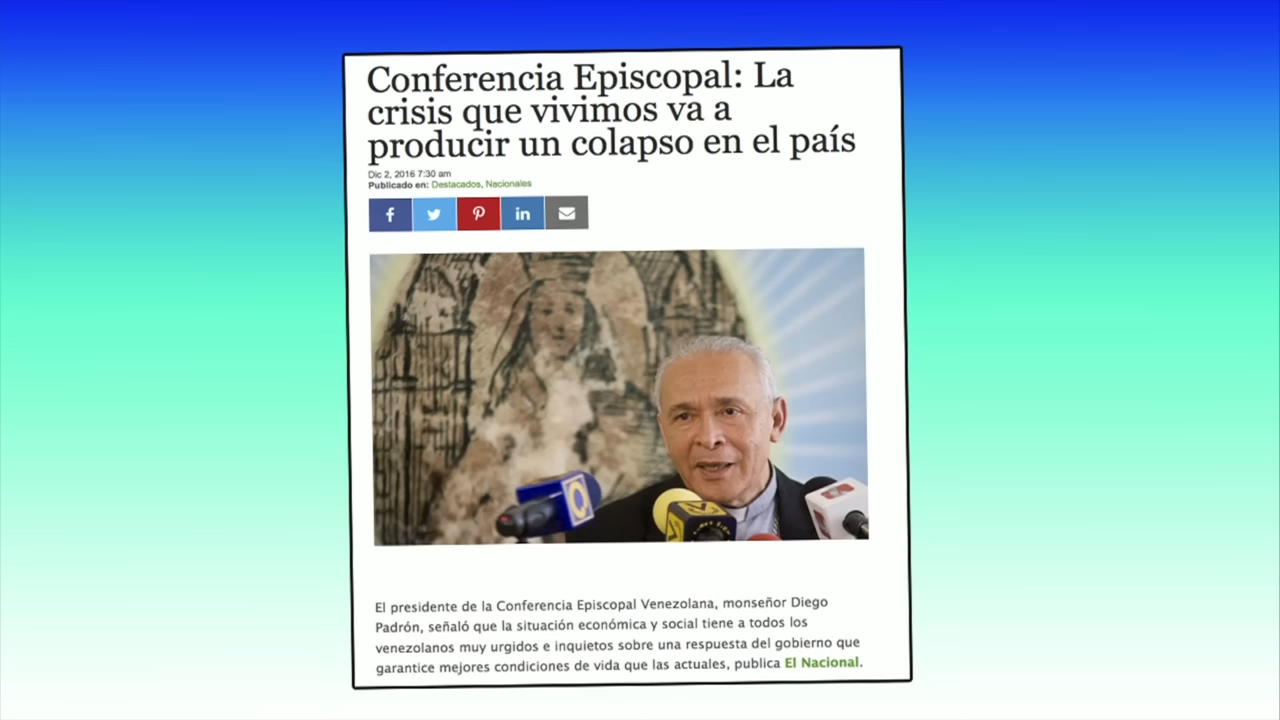 Conferencia Episcopal: La
crisis que vivimos va a
producir un colapso en el país
Dic 2, 2016 7:30 am
Publicado en: Destacados, Nacionales
El presidente de la Conferencia Episcopal Venezolana, monseñor Diego
Padrón, señaló que la situación económica y social tiene a todos los
venezolanos muy urgidos e inquietos sobre una respuesta del gobierno que
garantice mejores condiciones de vida que las actuales, publica El Nacional.